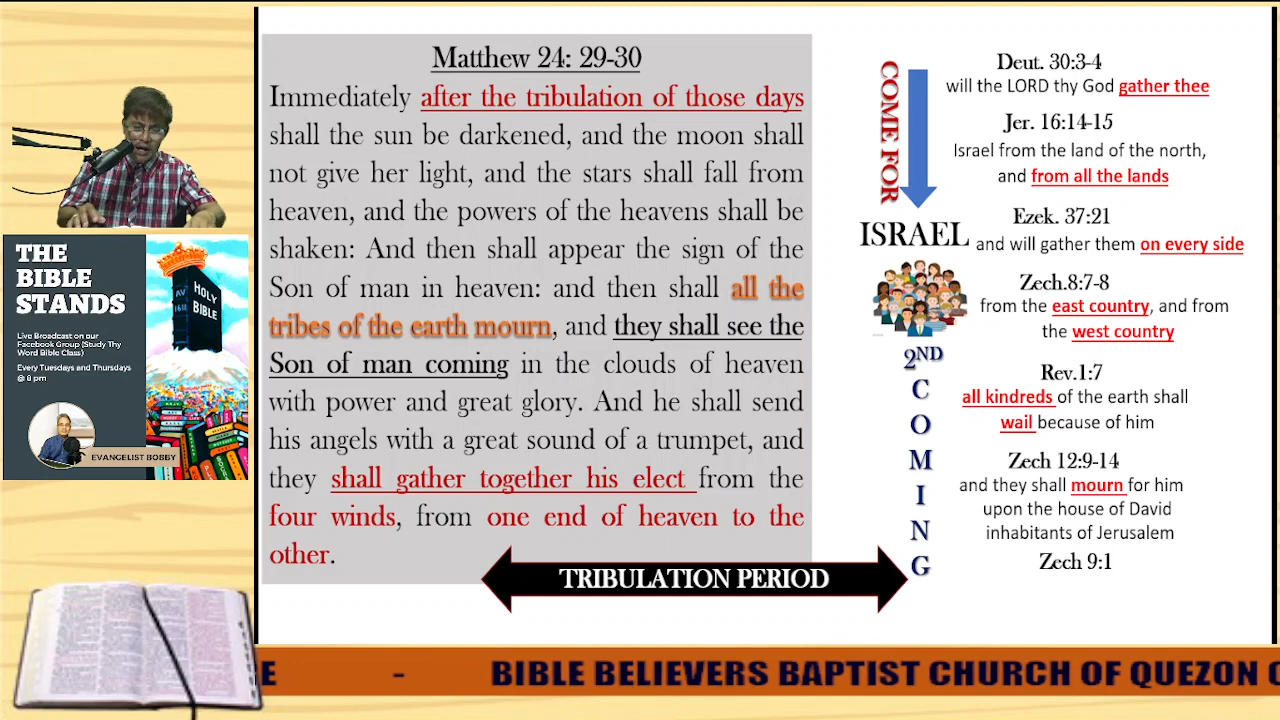 THE
BIBLE
STANDS
Live Broadcast on our
Facebook Group (Study Thy
Word Bible Class)
Every Tuesdays and Thursdays
@ 8 pm
AV
1611
HOLY
BIBLE
EVANGELIST BOBBY
Matthew 24: 29-30
Immediately after the tribulation of those days
shall the sun be darkened, and the moon shall
not give her light, and the stars shall fall from
heaven, and the powers of the heavens shall be
shaken: And then shall appear the sign of the
Son of man in heaven: and then shall all the
tribes of the earth mourn, and they shall see the
Son of man coming in the clouds of heaven
with power and great glory. And he shall send
his angels with a great sound of a trumpet, and
they shall gather together his elect from the
four winds, from one end of heaven to the
other.
TRIBULATION PERIOD
COME FOR
ISRAEL
2ND
COMING
Deut. 30:3-4
will the LORD thy God gather thee
Jer. 16:14-15
Israel from the land of the north,
and from all the lands
Ezek. 37:21
and will gather them on every side
Zech.8:7-8
from the east country, and from
the west country
Rev.1:7
all kindreds of the earth shall
wail because of him
Zech 12:9-14
and they shall mourn for him
upon the house of David
inhabitants of Jerusalem
Zech 9:1
E - BIBLE BELIEVERS BAPTIST CHURCH OF QUEZON C